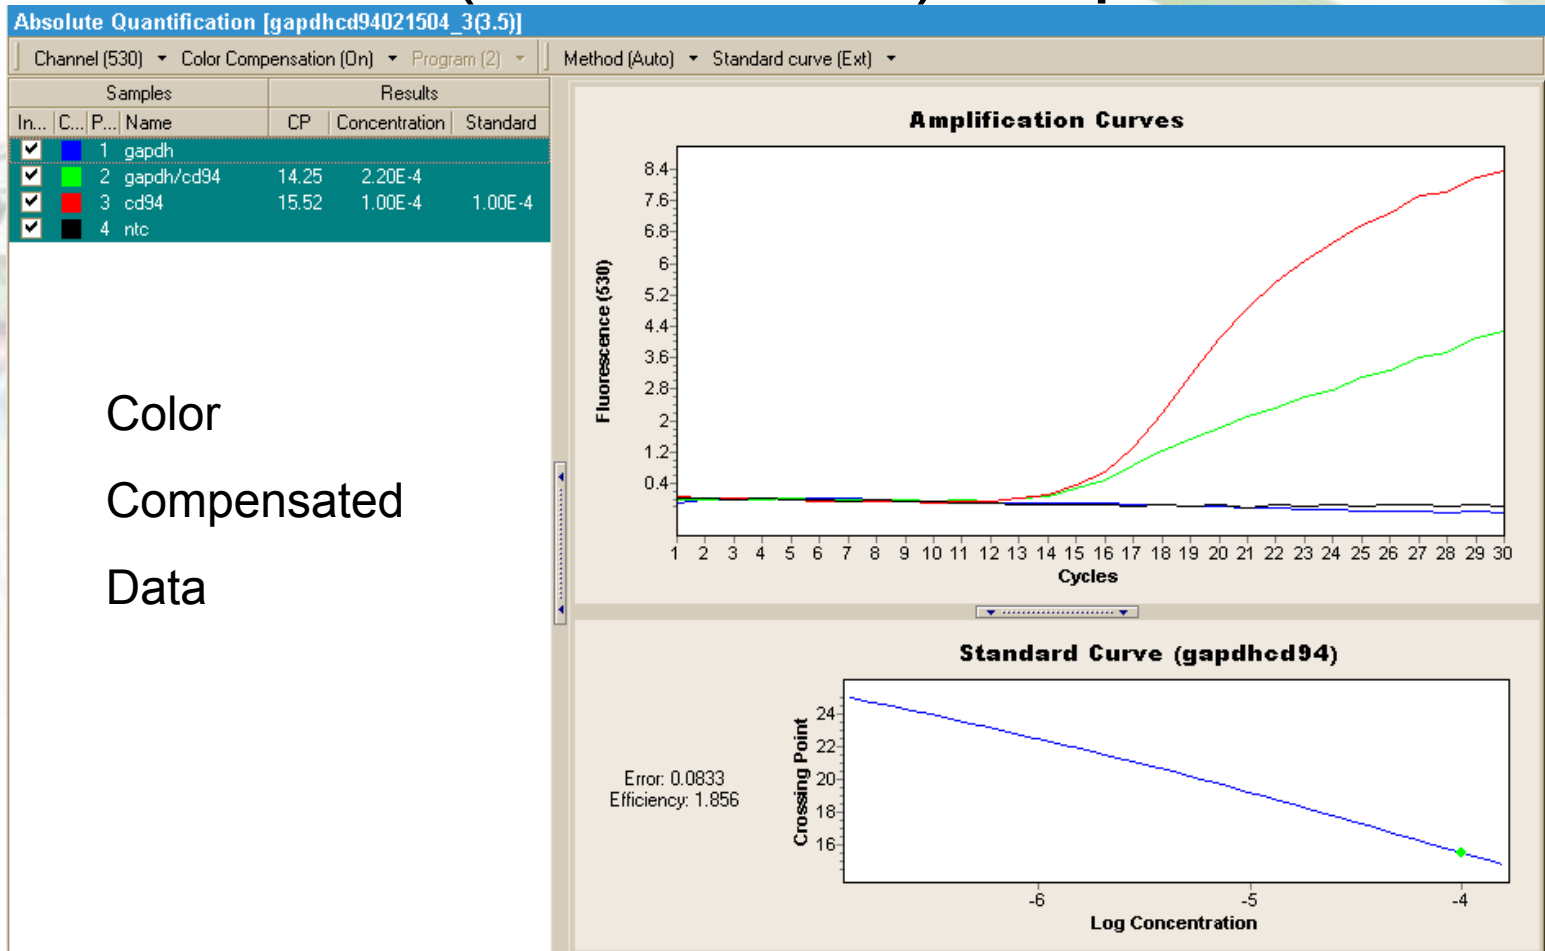 Absolute Quantification [gapdhcd94021504_3(3.5)]
Channel (530) Color Compensation (On) Program (2) Method (Auto) Standard curve (Ext)
Samples Results
In... C... P... Name CP Concentration Standard
1 gapdh
2 gapdh/cd94 14.25 2.20E-4
3 cd94 15.52 1.00E-4 1.00E-4
4 ntc
Color
Compensated
Data
Amplification Curves
8.4
7.6
6.8
6
5.2
4.4
3.6
2.8
2
1.2
0.4
Fluorescence (530)
1 2 3 4 5 6 7 8 9 10 11 12 13 14 15 16 17 18 19 20 21 22 23 24 25 26 27 28 29 30
Cycles
Standard Curve (gapdhcd94)
Error: 0.0833
Efficiency: 1.856
Crossing Point
24
22
20
18
16
-6 -5 -4
Log Concentration